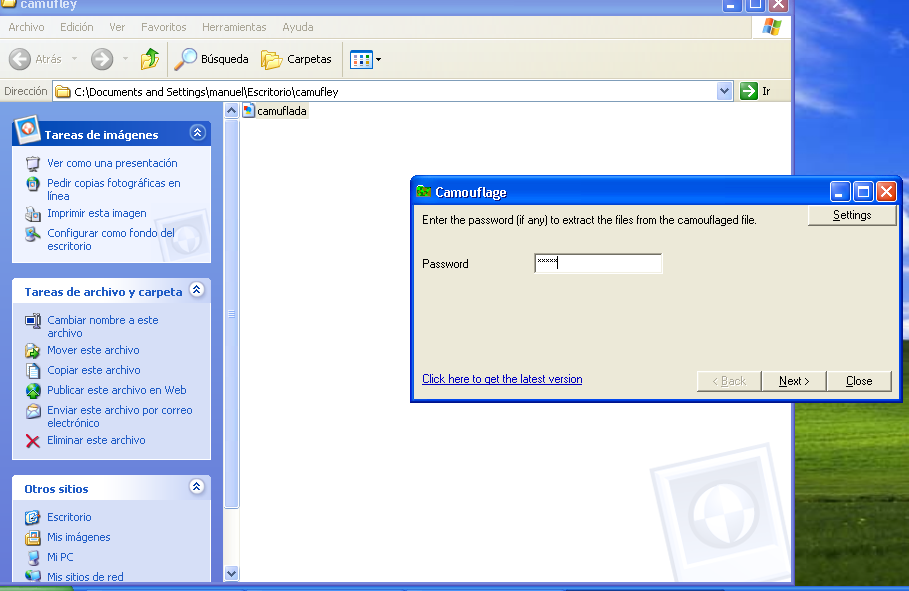 camufley
Archivo Edición Ver Favoritos Herramientas Ayuda
Atrás Búsqueda Carpetas
Dirección C:\Documents and Settings\manuel\Escritorio\camufley Ir
camuflada
Tareas de imágenes
Ver como una presentación
Pedir copias fotográficas en
línea
Imprimir esta imagen
Configurar como fondo del
escritorio
Tareas de archivo y carpeta
Cambiar nombre a este
archivo
Mover este archivo
Copiar este archivo
Publicar este archivo en Web
Enviar este archivo por correo
electrónico
Eliminar este archivo
Otros sitios
Escritorio
Mis imágenes
Mi PC
Mis sitios de red
Camouflage
Enter the password (if any) to extract the files from the camouflaged file.
Settings
Password xxxxx
Click here to get the latest version
< Back Next > Close